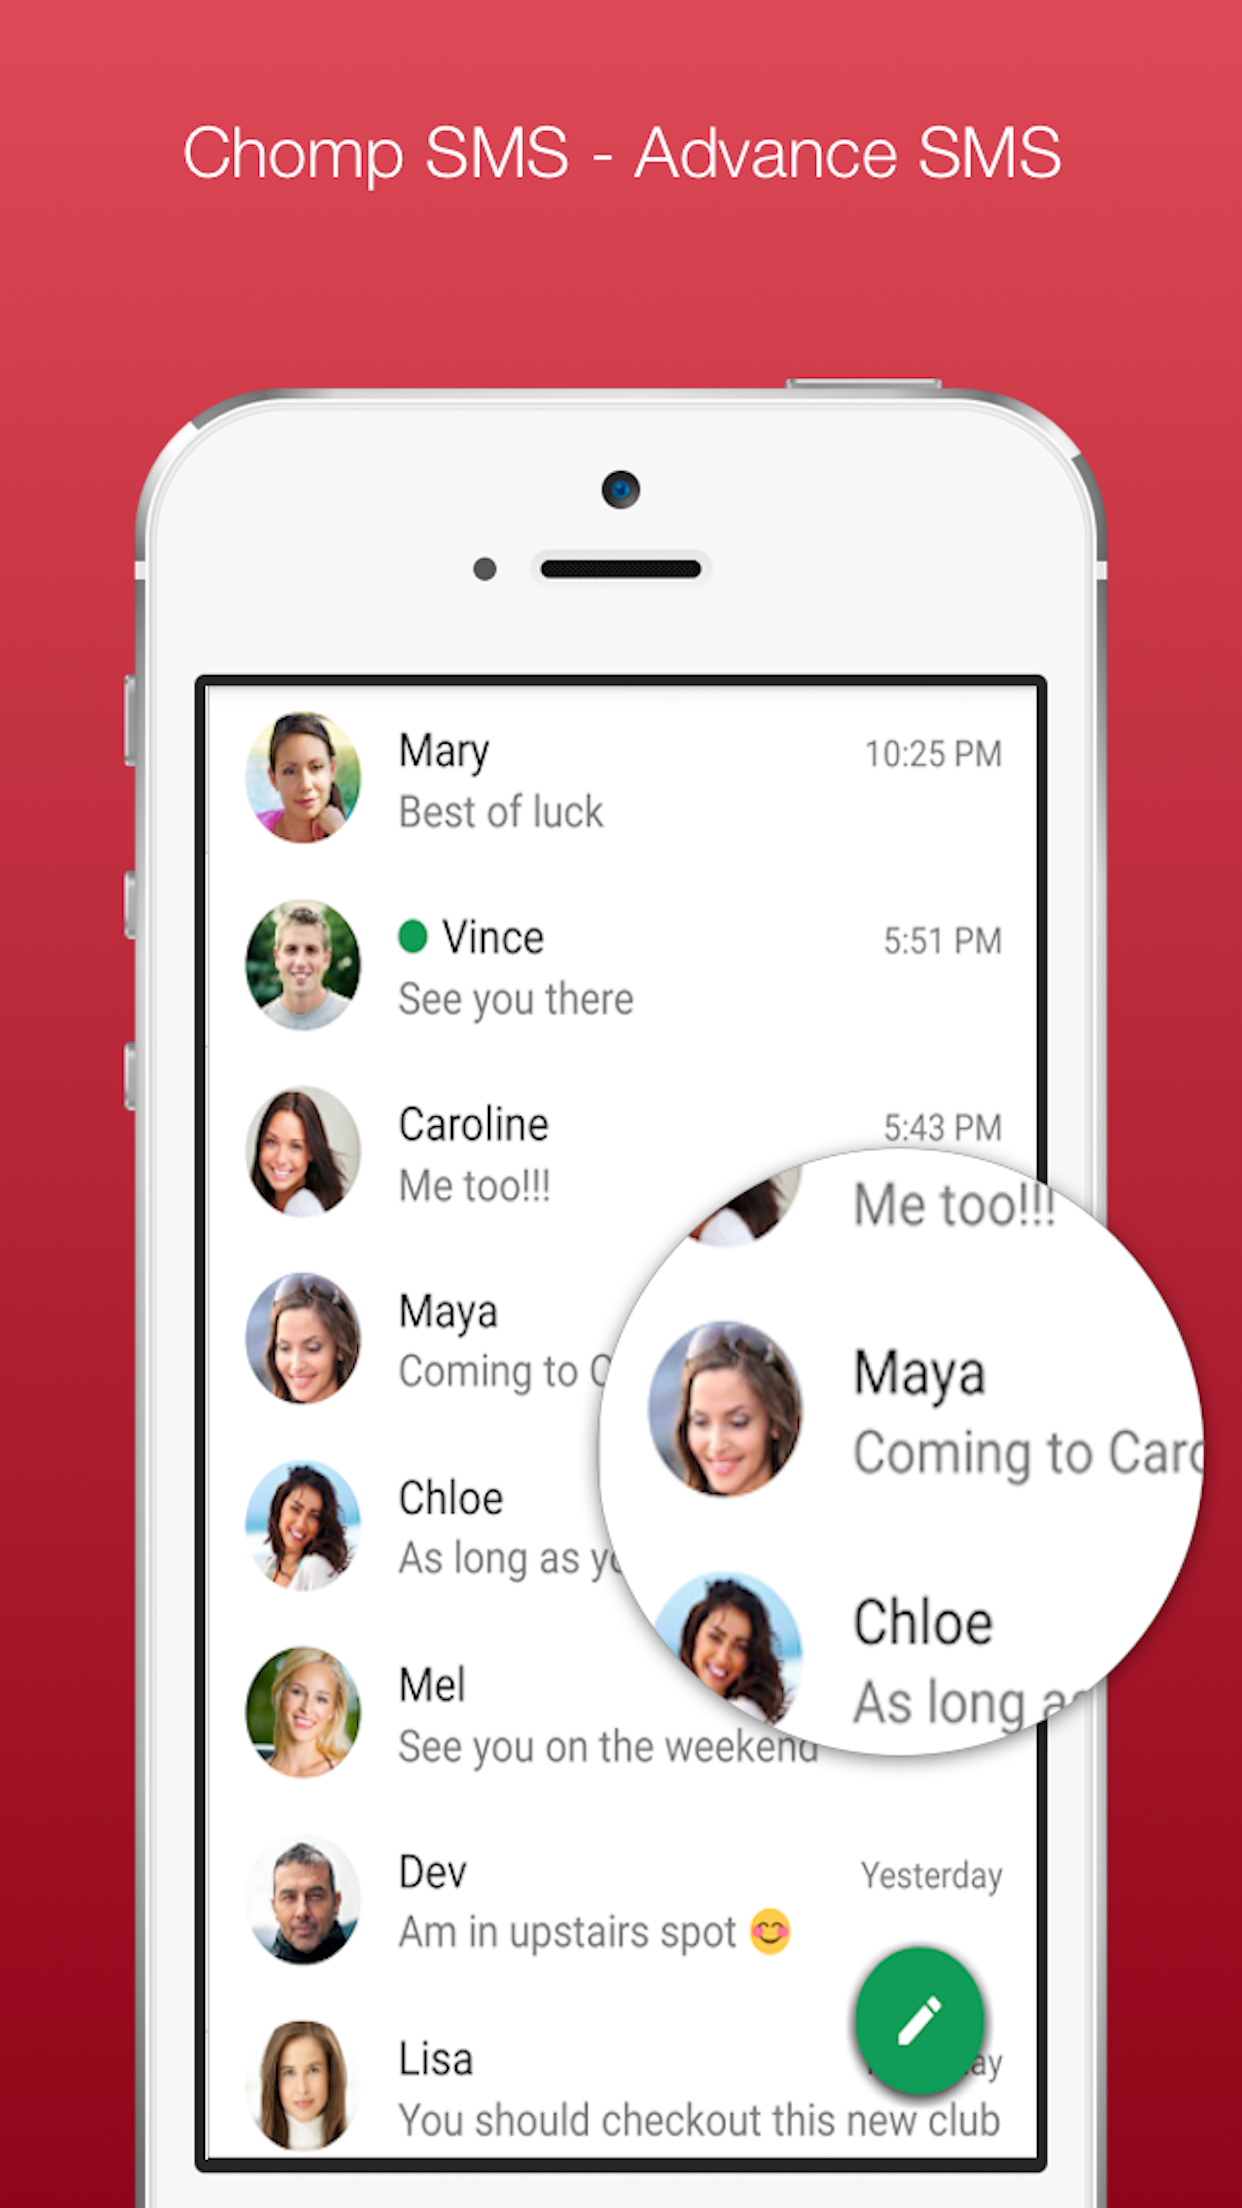 Chomp SMS - Advance SMS
Mary
10:25 PM
Best of luck
Vince
5:51 PM
See you there
Caroline
5:43 PM
Me too!!!
Me too!!!
Maya
Coming to
Maya
Coming to
Chloe
As long as
Chloe
As long
Mel
See you on the weekend
Dev
Yesterday
Am in upstairs spot 😊
Lisa
You should checkout this new club